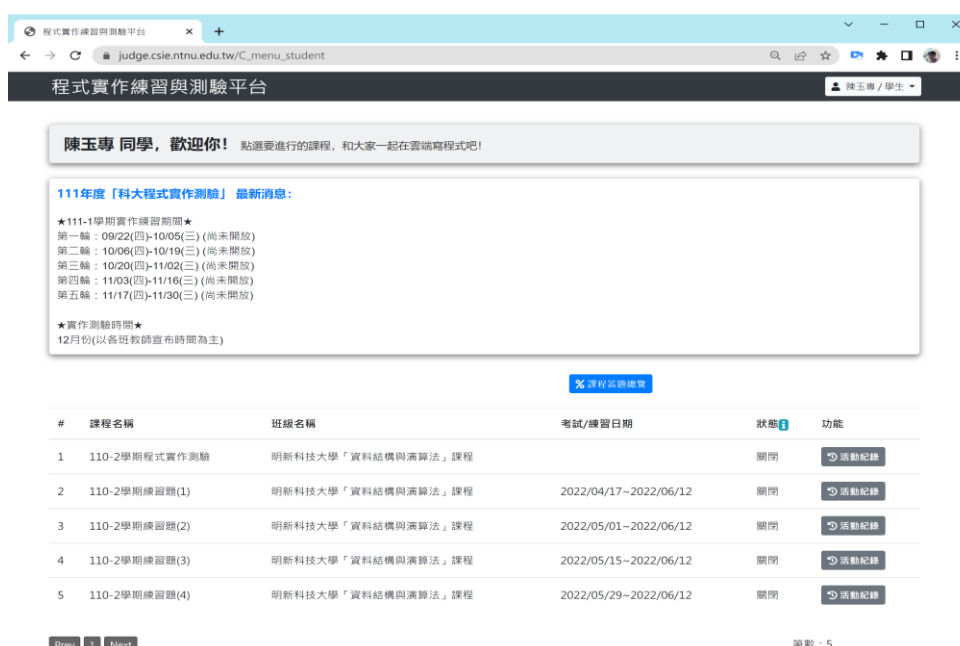 程式實作練習與測驗平台
judge.csie.ntnu.edu.tw/C_menu_student
程式實作練習與測驗平台
陳玉專 / 學生
陳玉專 同學，歡迎你！ 點選要進行的課程，和大家一起在雲端寫程式吧!
111年度「科大程式實作測驗」 最新消息：
★111-1學期實作練習期間★
第一輪：09/22(四)-10/05(三) (尚未開放)
第二輪：10/06(四)-10/19(三) (尚未開放)
第三輪：10/20(四)-11/02(三) (尚未開放)
第四輪：11/03(四)-11/16(三) (尚未開放)
第五輪：11/17(四)-11/30(三) (尚未開放)
★實作測驗時間★
12月份(以各班教師宣布時間為主)
課程答題總覽
# 課程名稱 班級名稱 考試/練習日期 狀態 功能
1 110-2學期程式實作測驗 明新科技大學「資料結構與演算法」課程 關閉 活動紀錄
2 110-2學期練習題(1) 明新科技大學「資料結構與演算法」課程 2022/04/17~2022/06/12 關閉 活動紀錄
3 110-2學期練習題(2) 明新科技大學「資料結構與演算法」課程 2022/05/01~2022/06/12 關閉 活動紀錄
4 110-2學期練習題(3) 明新科技大學「資料結構與演算法」課程 2022/05/15~2022/06/12 關閉 活動紀錄
5 110-2學期練習題(4) 明新科技大學「資料結構與演算法」課程 2022/05/29~2022/06/12 關閉 活動紀錄
Prev 1 Next 筆數：5